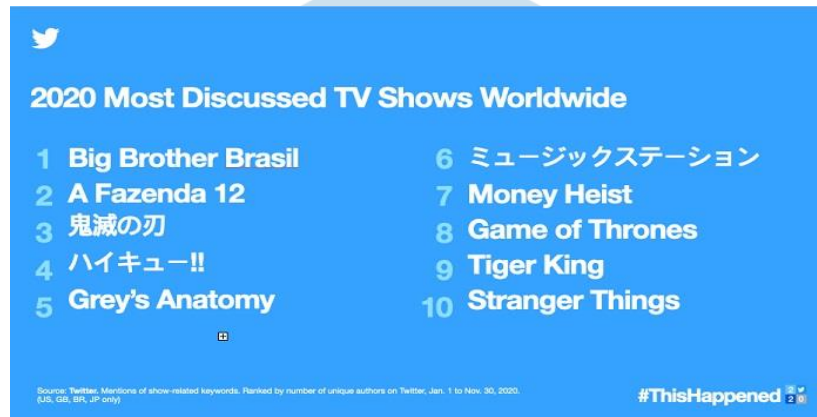 2020 Most Discussed TV Shows Worldwide
1 Big Brother Brasil
2 A Fazenda 12
3 鬼滅の刃
4 ハイキュー!!
5 Grey's Anatomy
6 ミュージックステーション
7 Money Heist
8 Game of Thrones
9 Tiger King
10 Stranger Things
Source: Twitter. Mentions of show-related keywords. Ranked by number of unique authors on Twitter, Jan. 1 to Nov. 30, 2020.
(US, GB, BR, JP only)
#ThisHappened 2 2 0